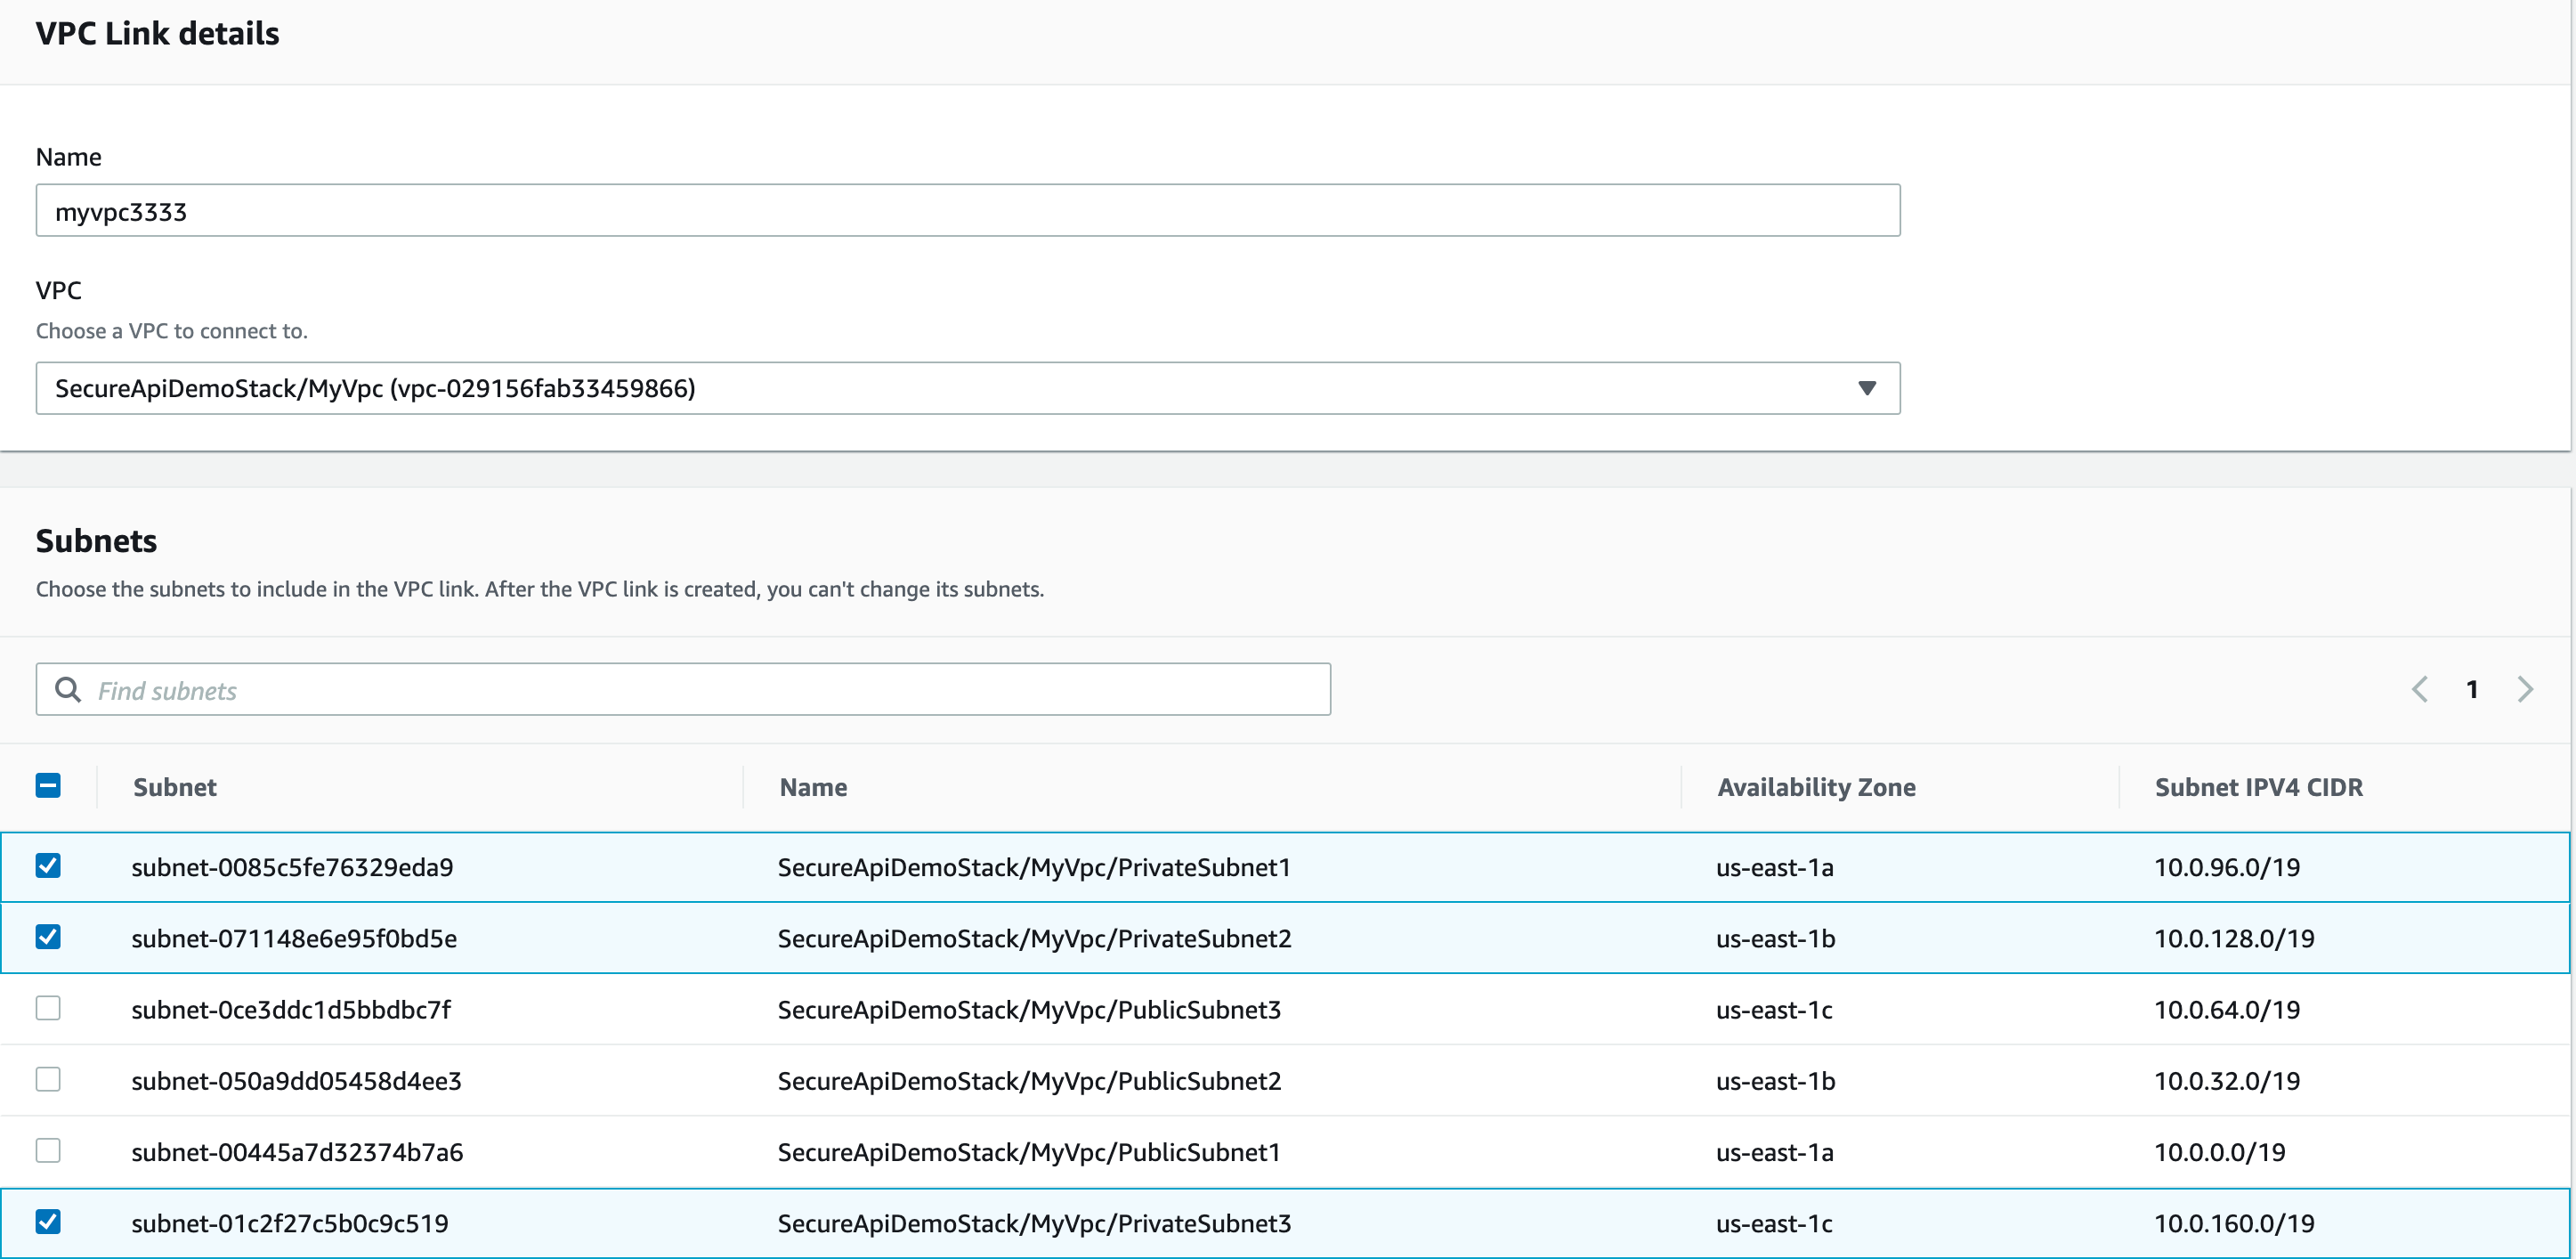 VPC Link details
Name
myvpc3333
VPC
Choose a VPC to connect to.
SecureApiDemoStack/MyVpc (vpc-029156fab33459866)
Subnets
Choose the subnets to include in the VPC link. After the VPC link is created, you can't change its subnets.
Find subnets 1
Subnet Name Availability Zone Subnet IPV4 CIDR
subnet-0085c5fe76329eda9 SecureApiDemoStack/MyVpc/PrivateSubnet1 us-east-1a 10.0.96.0/19
subnet-071148e6e95f0bd5e SecureApiDemoStack/MyVpc/PrivateSubnet2 us-east-1b 10.0.128.0/19
subnet-0ce3ddc1d5bbdbc7f SecureApiDemoStack/MyVpc/PublicSubnet3 us-east-1c 10.0.64.0/19
subnet-050a9dd05458d4ee3 SecureApiDemoStack/MyVpc/PublicSubnet2 us-east-1b 10.0.32.0/19
subnet-00445a7d32374b7a6 SecureApiDemoStack/MyVpc/PublicSubnet1 us-east-1a 10.0.0.0/19
subnet-01c2f27c5b0c9c519 SecureApiDemoStack/MyVpc/PrivateSubnet3 us-east-1c 10.0.160.0/19